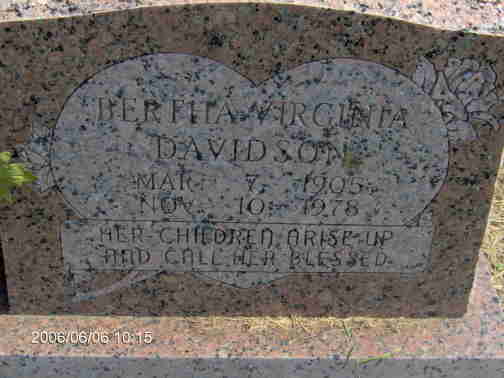 BERTHA VIRGINIA
DAVIDSON
MAR. 7, 1905
NOV. 10, 1978
HER CHILDREN ARISE UP
AND CALL HER BLESSED
2006/06/06 10:15